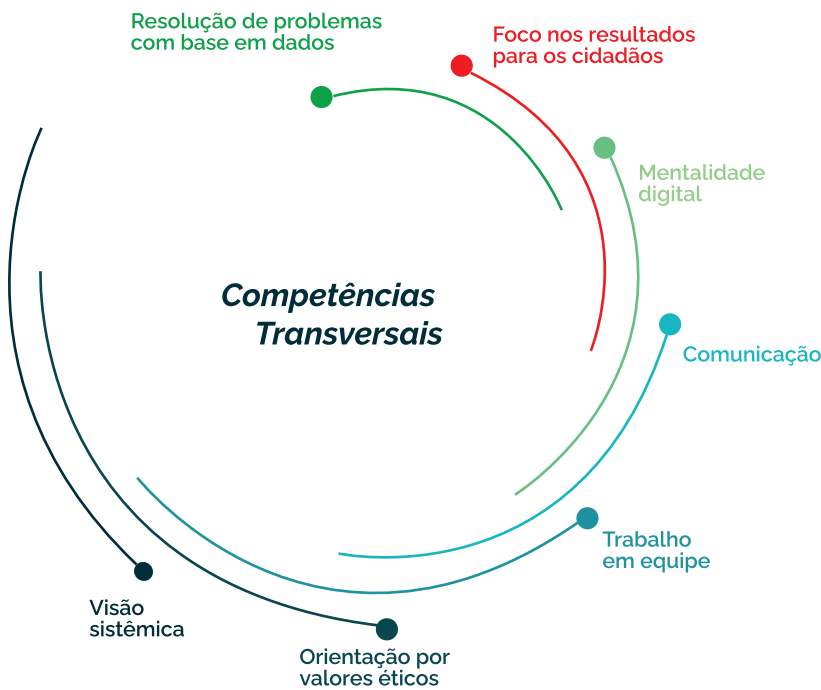 Resolução de problemas
com base em dados
Foco nos resultados
para os cidadãos
Mentalidade
digital
Competências
Transversais
Comunicação
Trabalho
em equipe
Visão
sistêmica
Orientação por
valores éticos